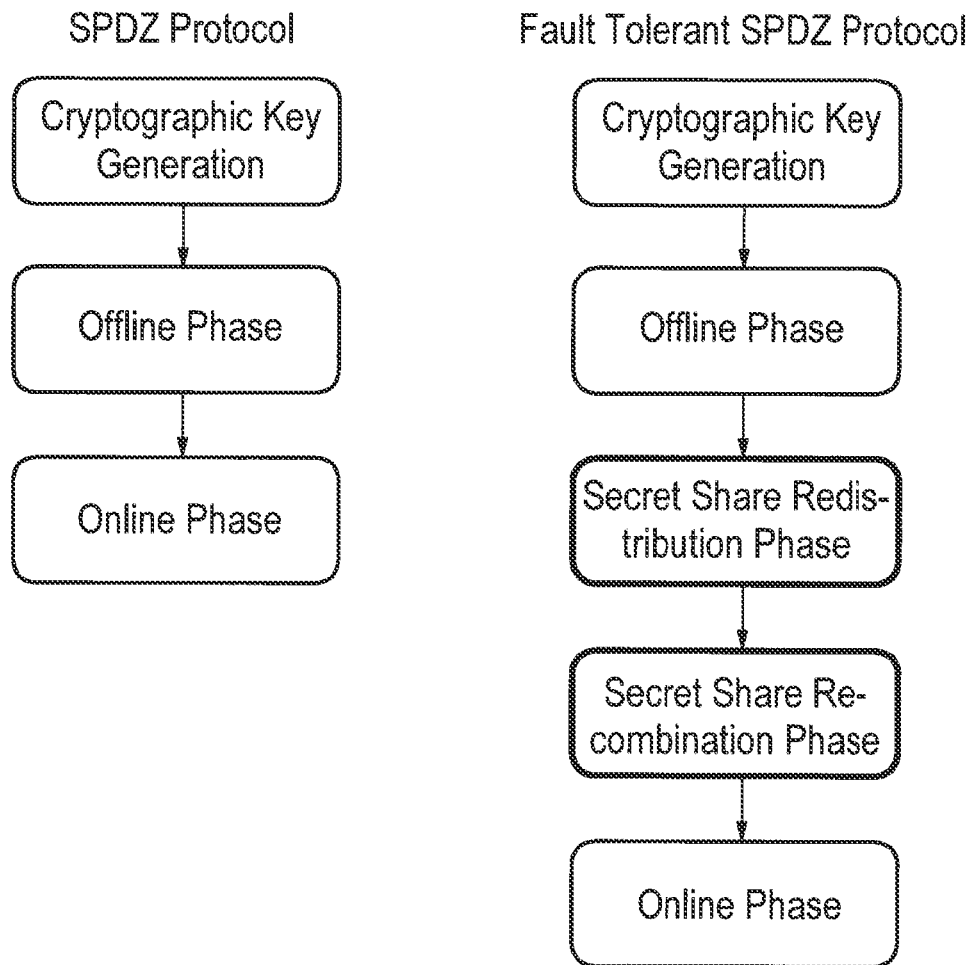 SPDZ Protocol
Cryptographic Key
Generation
Offline Phase
Online Phase
Fault Tolerant SPDZ Protocol
Cryptographic Key
Generation
Offline Phase
Secret Share Redis-
tribution Phase
Secret Share Re-
combination Phase
Online Phase